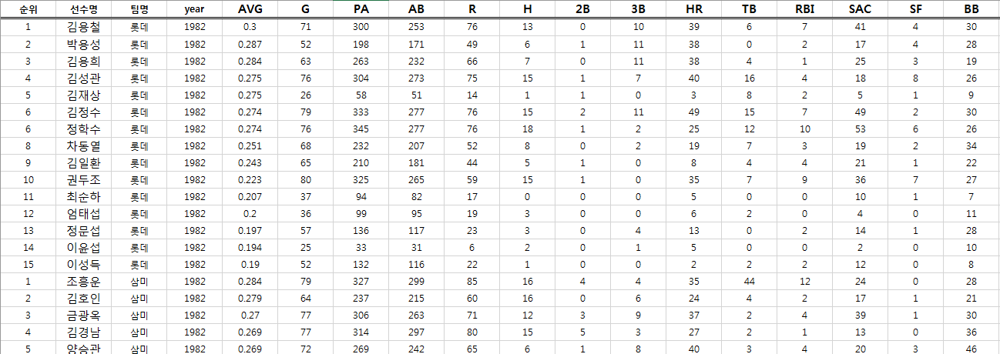 순위 선수명 팀명 year AVG G PA AB R H 2B 3B HR TB RBI SAC SF BB
1 김용철 롯데 1982 0.3 71 300 253 76 13 0 10 39 6 7 41 4 30
2 박용성 롯데 1982 0.287 52 198 171 49 6 1 11 38 0 2 17 4 28
3 김용희 롯데 1982 0.284 63 263 232 66 7 0 11 38 4 1 25 3 19
4 김성관 롯데 1982 0.275 76 304 273 75 15 1 7 40 16 4 18 8 26
5 김재상 롯데 1982 0.275 26 58 51 14 1 1 0 3 8 2 5 1 9
6 김정수 롯데 1982 0.274 79 333 277 76 15 2 11 49 15 7 49 2 30
6 정학수 롯데 1982 0.274 76 345 277 76 18 1 2 25 12 10 53 6 26
8 차동열 롯데 1982 0.251 68 232 207 52 8 0 2 19 7 3 19 2 34
9 김일환 롯데 1982 0.243 65 210 181 44 5 1 0 8 4 4 21 1 22
10 권두조 롯데 1982 0.223 80 325 265 59 15 1 0 35 7 9 36 7 27
11 최순하 롯데 1982 0.207 37 94 82 17 0 0 0 5 0 0 10 1 7
12 엄태섭 롯데 1982 0.2 36 99 95 19 3 0 0 6 2 0 4 0 11
13 정문섭 롯데 1982 0.197 57 136 117 23 3 0 4 13 0 2 14 1 28
14 이윤섭 롯데 1982 0.194 25 33 31 6 2 0 1 5 0 0 2 0 10
15 이성득 롯데 1982 0.19 52 132 116 22 1 0 0 2 2 2 12 0 8
1 조흥운 삼미 1982 0.284 79 327 299 85 16 4 4 35 44 12 24 0 28
2 김호인 삼미 1982 0.279 64 237 215 60 16 0 6 24 4 2 17 1 21
3 금광옥 삼미 1982 0.27 77 306 263 71 12 3 9 37 2 4 39 1 30
4 김경남 삼미 1982 0.269 77 314 297 80 15 5 3 27 2 1 13 0 36
5 양승관 삼미 1982 0.269 72 269 242 65 6 1 8 40 3 4 20 3 46